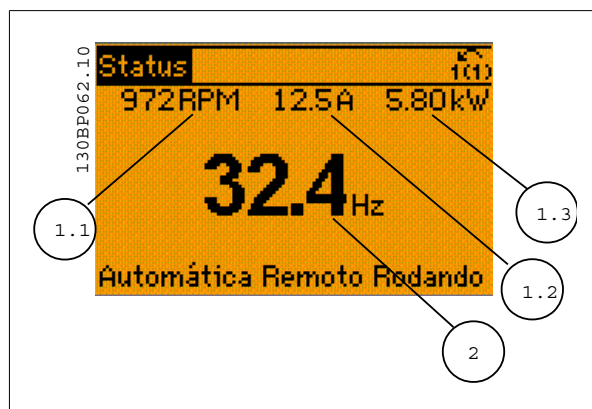 130BP062.10
Status
1(1)
972RPM 12.5A 5.80kW
32.4Hz
Automática Remoto Rodando
1.1
1.3
1.2
2